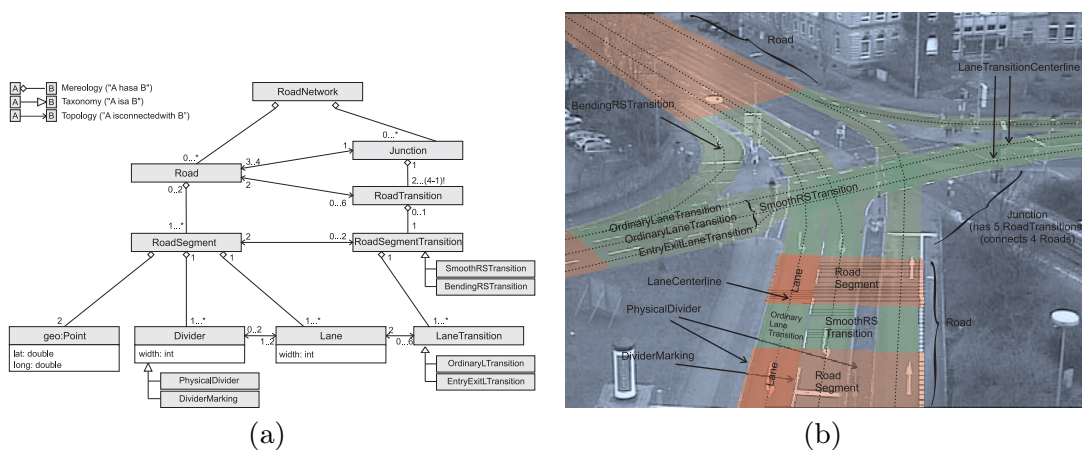 A B Mereology ("A hasa B")
A B Taxonomy ("A isa B")
A B Topology ("A isconnectedwith B")
RoadNetwork
0...*
0...*
Road
3..4
1
Junction
1
0..2
2
2...(4-1)!
0...6
RoadTransition
0..1
1...*
1
RoadSegment
2
0...2
RoadSegmentTransition
1
1
1
SmoothRSTransition
BendingRSTransition
2
1...*
1...*
1...*
geo:Point
lat: double
long: double
Divider
width: int
0..2
1..2
Lane
width: int
2
0...6
LaneTransition
PhysicalDivider
DividerMarking
OrdinaryLTransition
EntryExitLTransition
(a)
Road
LaneTransitionCenterline
BendingRSTransition
SmoothRSTransition
OrdinaryLaneTransition
OrdinaryLaneTransition
EntryExitLaneTransition
Junction
(has 5 RoadTransitions)
(connects 4 Roads)
LaneCenterline
Lane
Road
Segment
PhysicalDivider
Ordinary
Lane
Transition
SmoothRS
Transition
Road
DividerMarking
Lane
Road
Segment
(b)